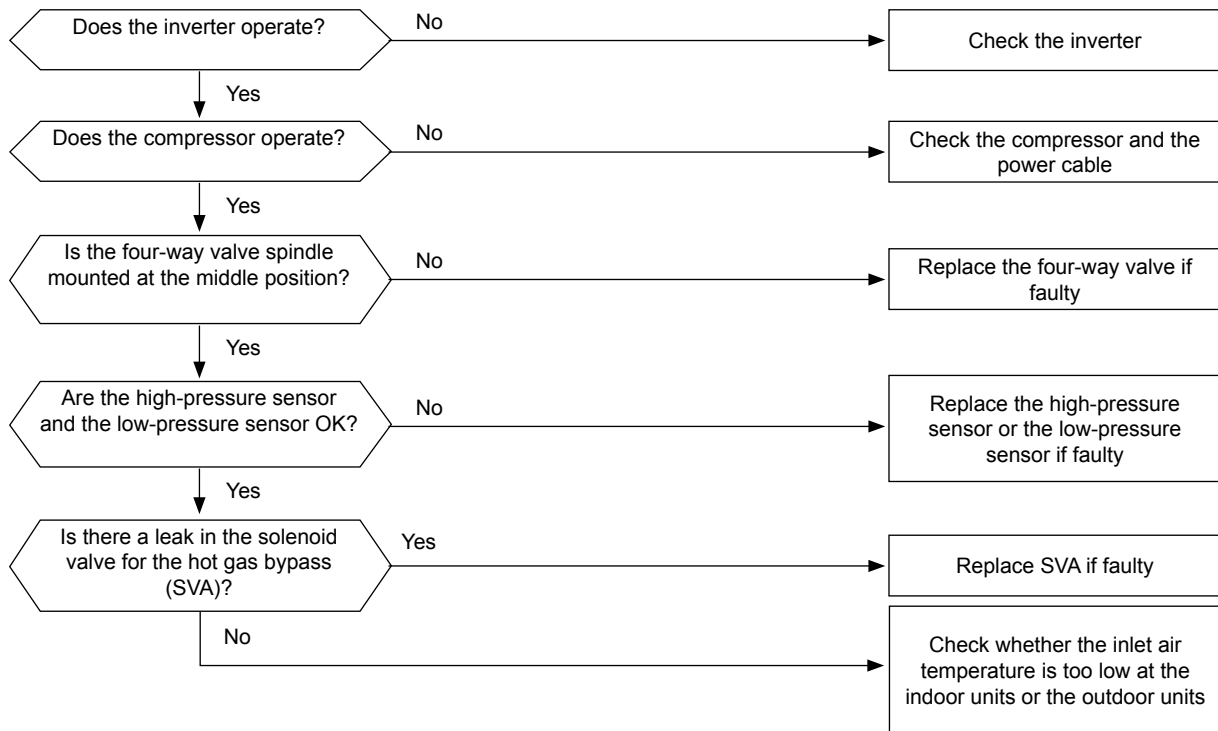 Does the inverter operate?
No
Check the inverter
Yes
Does the compressor operate?
No
Check the compressor and the
power cable
Yes
Is the four-way valve spindle
mounted at the middle position?
No
Replace the four-way valve if
faulty
Yes
Are the high-pressure sensor
and the low-pressure sensor OK?
No
Replace the high-pressure
sensor or the low-pressure
sensor if faulty
Yes
Is there a leak in the solenoid
valve for the hot gas bypass
(SVA)?
Yes
Replace SVA if faulty
No
Check whether the inlet air
temperature is too low at the
indoor units or the outdoor units